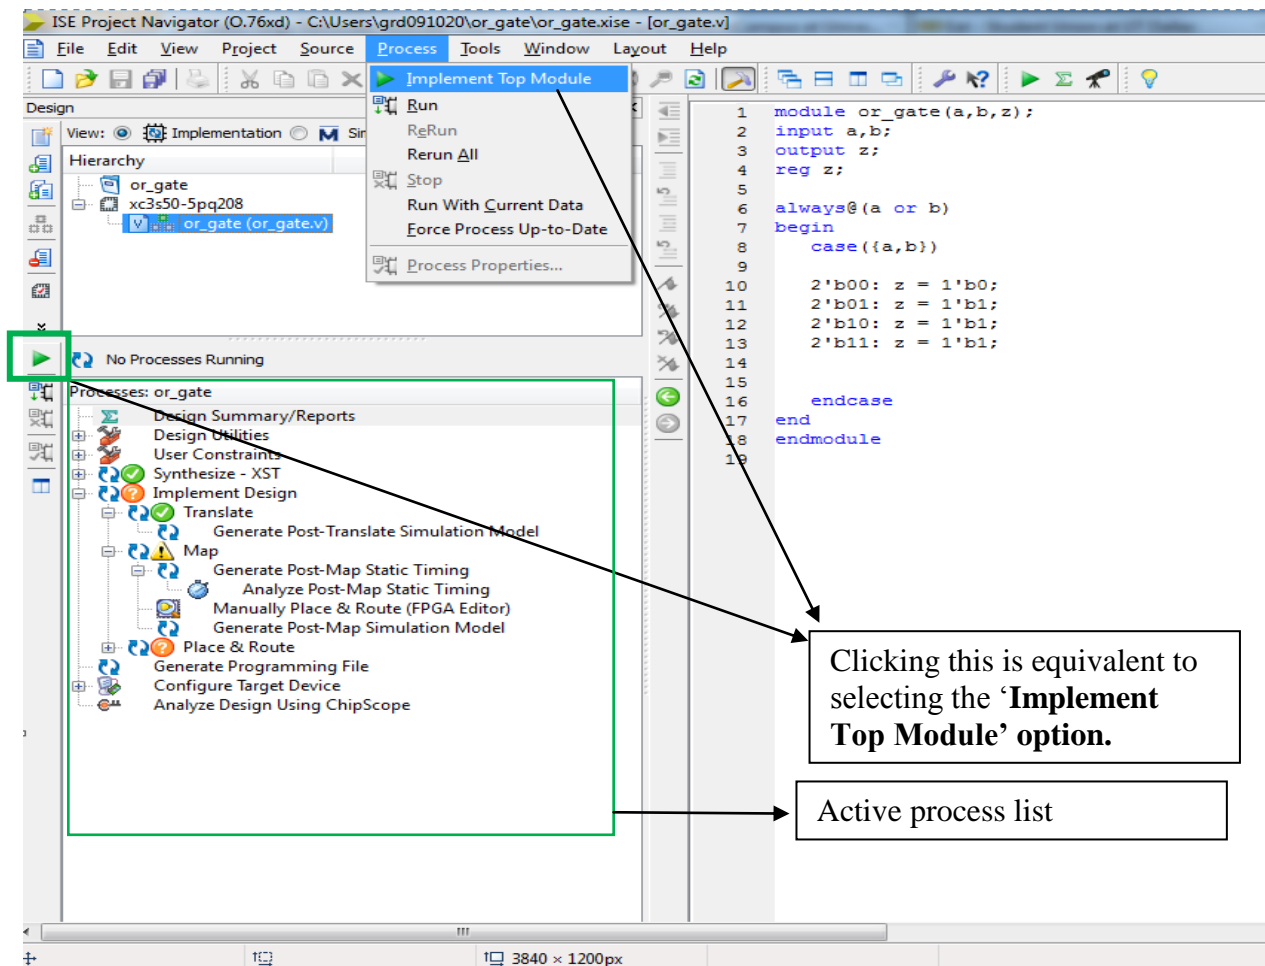 ISE Project Navigator (O.76xd) - C:\Users\grd091020\or_gate\or_gate.xise - [or_gate.v]
File Edit View Project Source Process Tools Window Layout Help
Implement Top Module
Run
ReRun
Rerun All
Stop
Run With Current Data
Force Process Up-to-Date
Process Properties...
Design
View: Implementation Sin
Hierarchy
or_gate
xc3s50-5pq208
or_gate (or_gate.v)
No Processes Running
Processes: or_gate
Design Summary/Reports
Design Utilities
User Constraints
Synthesize - XST
Implement Design
Translate
Generate Post-Translate Simulation Model
Map
Generate Post-Map Static Timing
Analyze Post-Map Static Timing
Manually Place & Route (FPGA Editor)
Generate Post-Map Simulation Model
Place & Route
Generate Programming File
Configure Target Device
Analyze Design Using ChipScope
1 module or_gate(a,b,z);
2 input a,b;
3 output z;
4 reg z;
5
6 always@(a or b)
7 begin
8 case({a,b})
9
10 2'b00: z = 1'b0;
11 2'b01: z = 1'b1;
12 2'b10: z = 1'b1;
13 2'b11: z = 1'b1;
14
15
16 endcase
17 end
18 endmodule
19
Clicking this is equivalent to
selecting the ‘Implement
Top Module’ option.
Active process list
3840 × 1200px